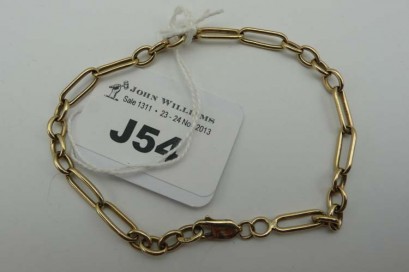 JOHN WILLIAMS
Sale 1311 • 23 - 24 Nov 2013
J54